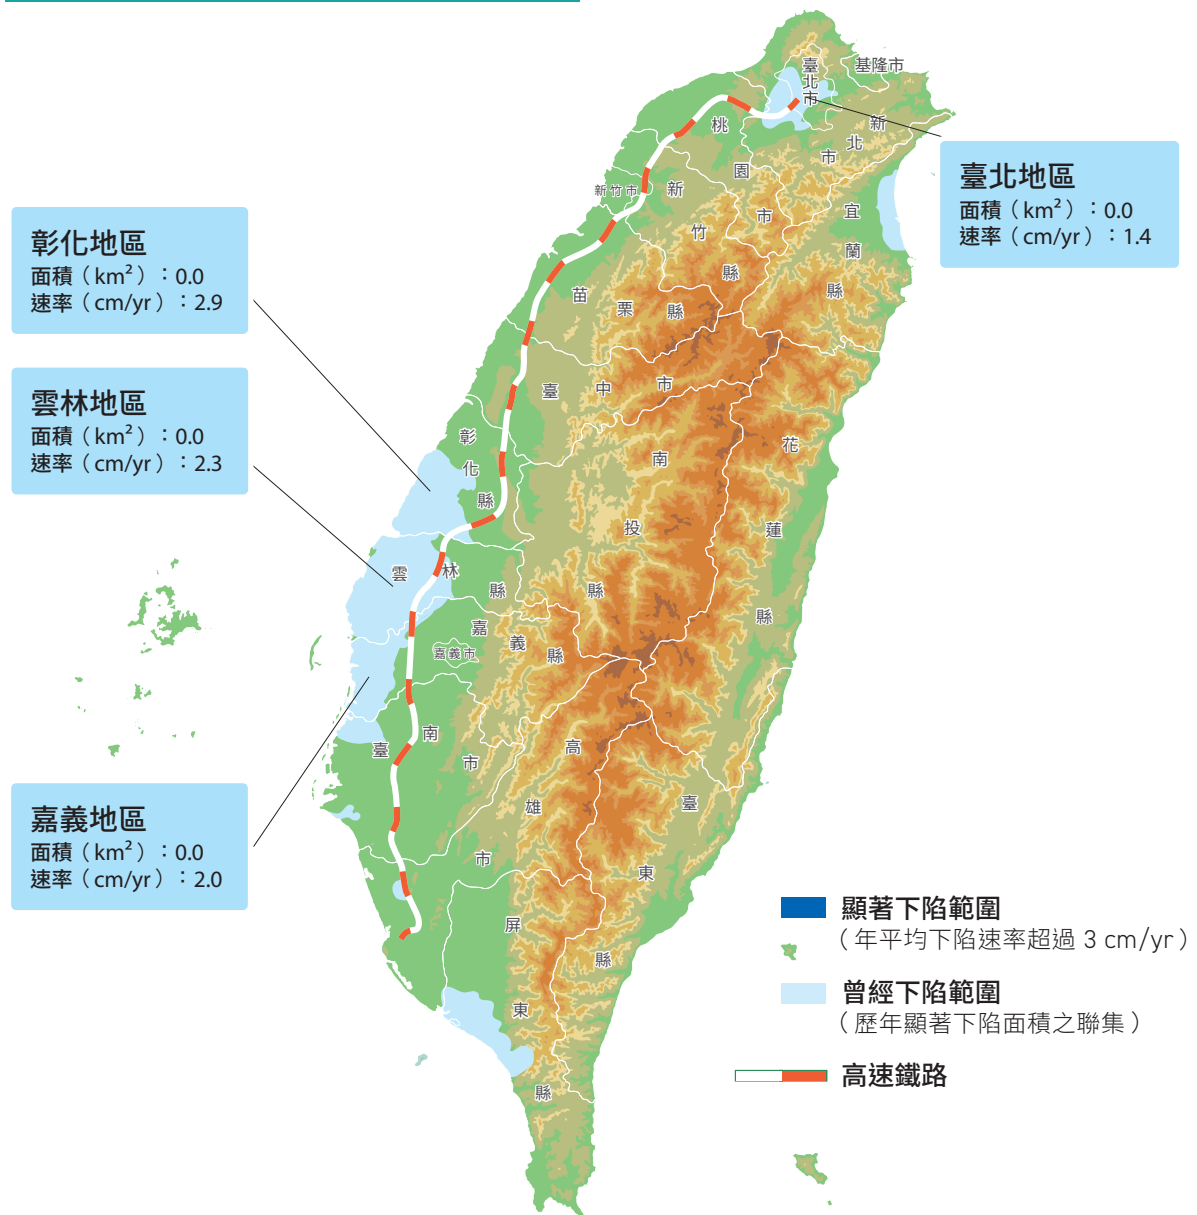 臺北市
基隆市
新北市
桃園市
臺北地區
面積（km²）：0.0
速率（cm/yr）：1.4
新竹市
新竹縣
宜蘭縣
彰化地區
面積（km²）：0.0
速率（cm/yr）：2.9
苗栗縣
雲林地區
面積（km²）：0.0
速率（cm/yr）：2.3
臺中市
彰化縣
南投縣
花蓮縣
雲林縣
嘉義縣
嘉義市
臺南市
高雄市
臺東縣
嘉義地區
面積（km²）：0.0
速率（cm/yr）：2.0
屏東縣
顯著下陷範圍
（年平均下陷速率超過 3 cm/yr）
曾經下陷範圍
（歷年顯著下陷面積之聯集）
高速鐵路